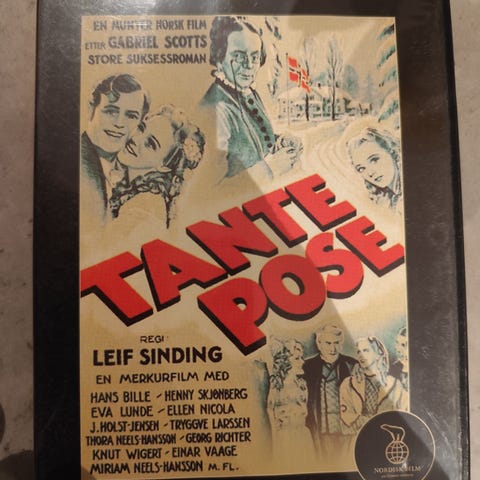 EN MUNTER NORSK FILM
ETTER GABRIEL SCOTTS
STORE SUKSESSROMAN
TANTE
POSE
REGI:
LEIF SINDING
EN MERKURFILM MED
HANS BILLE - HENNY SKJØNBERG
EVA LUNDE - ELLEN NICOLA
J. HOLST-JENSEN - TRYGGVE LARSSEN
THORA NEELS-HANSSON - GEORG RICHTER
KNUT WIGERT - EINAR VAAGE
MIRIAM NEELS-HANSSON M. FL.
NORDISK FILM